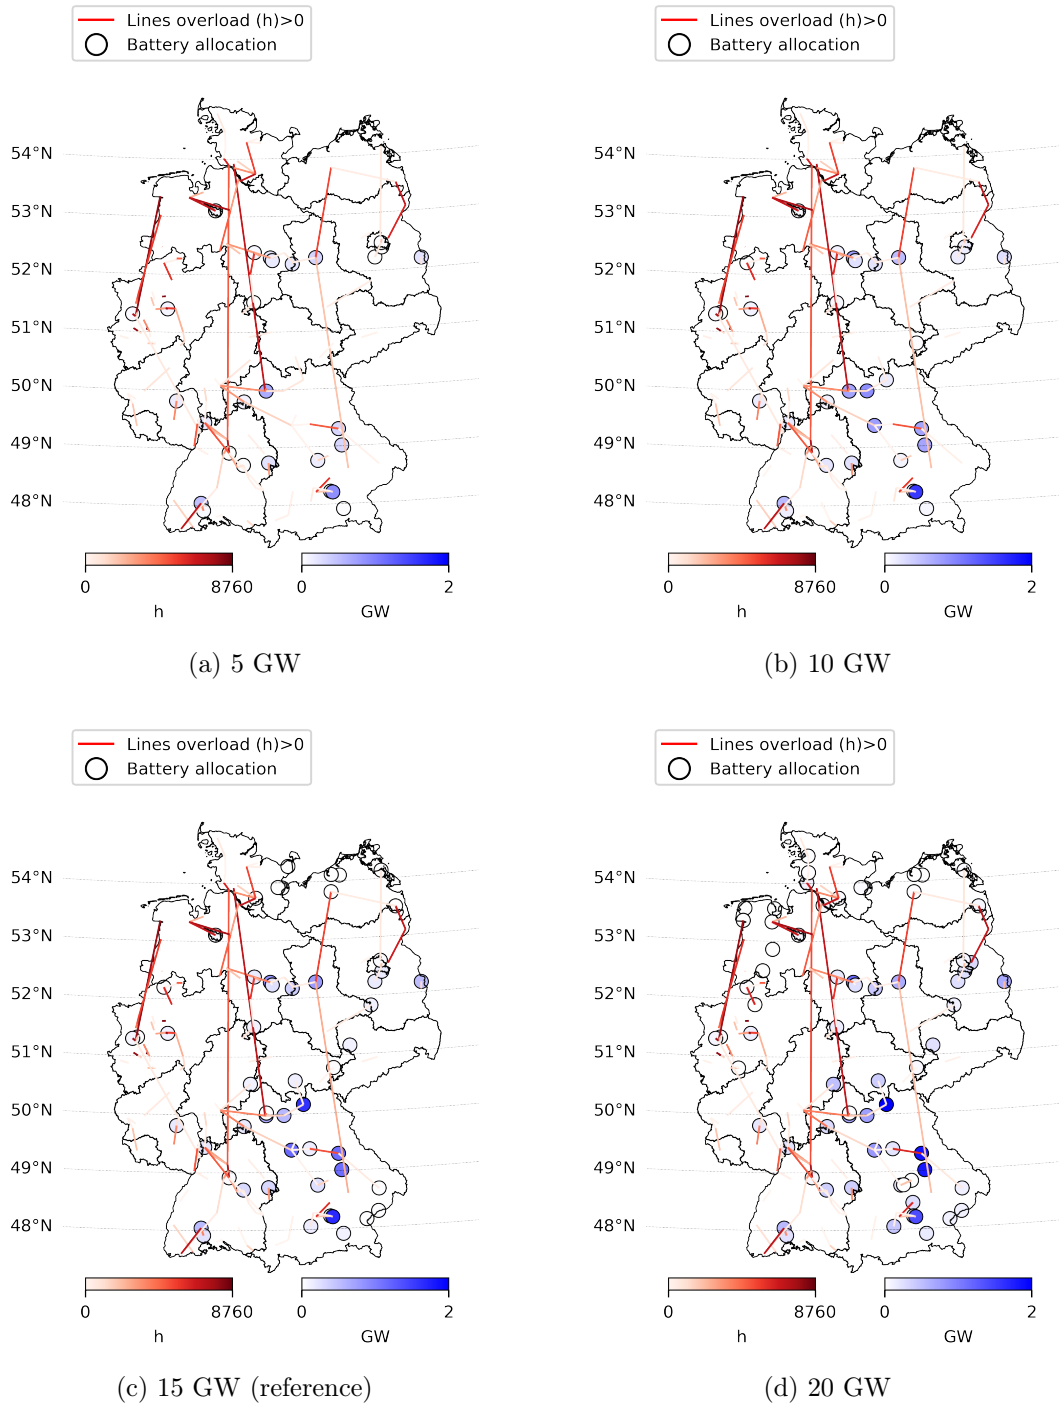 Lines overload (h)>0
Battery allocation
54°N
53°N
52°N
51°N
50°N
49°N
48°N
0 8760
h
0 2
GW
(a) 5 GW
Lines overload (h)>0
Battery allocation
54°N
53°N
52°N
51°N
50°N
49°N
48°N
0 8760
h
0 2
GW
(b) 10 GW
Lines overload (h)>0
Battery allocation
54°N
53°N
52°N
51°N
50°N
49°N
48°N
0 8760
h
0 2
GW
(c) 15 GW (reference)
Lines overload (h)>0
Battery allocation
54°N
53°N
52°N
51°N
50°N
49°N
48°N
0 8760
h
0 2
GW
(d) 20 GW